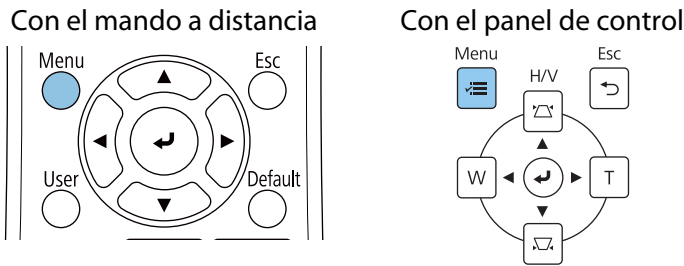 Con el mando a distancia
Menu
Esc
User
Default
Con el panel de control
Menu
Esc
H/V
W
T